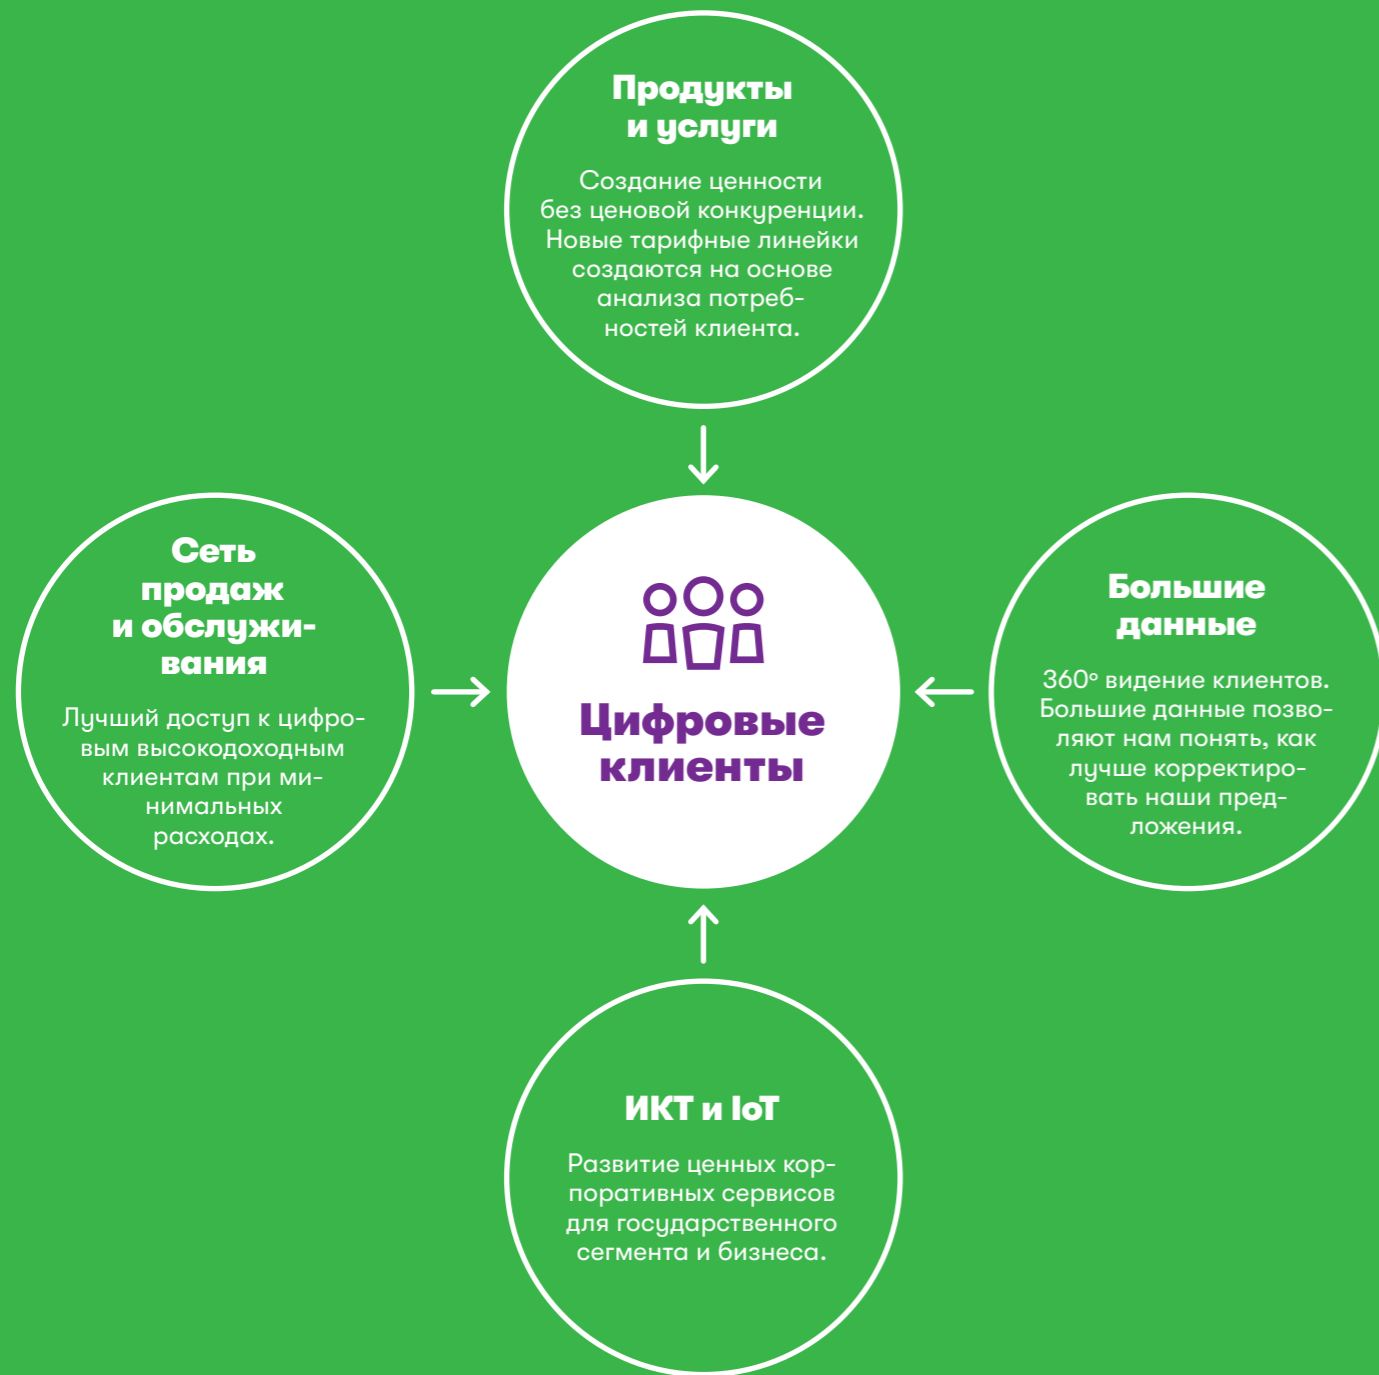 Продукты
и услуги
Создание ценности
без ценовой конкуренции.
Новые тарифные линейки
создаются на основе
анализа потреб-
ностей клиента.
Сеть
продаж
и обслужи-
вания
Лучший доступ к цифро-
вым высокодоходным
клиентам при ми-
нимальных
расходах.
Цифровые
клиенты
Большие
данные
360° видение клиентов.
Большие данные позво-
ляют нам понять, как
лучше корректиро-
вать наши пред-
ложения.
ИКТ и IoT
Развитие ценных кор-
поративных сервисов
для государственного
сегмента и бизнеса.